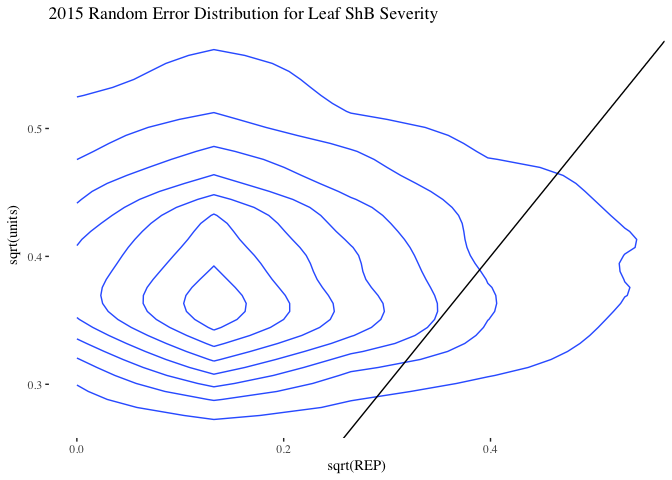 2015 Random Error Distribution for Leaf ShB Severity
sqrt(units)
0.5
0.4
0.3
0.0 0.2 0.4
sqrt(REP)